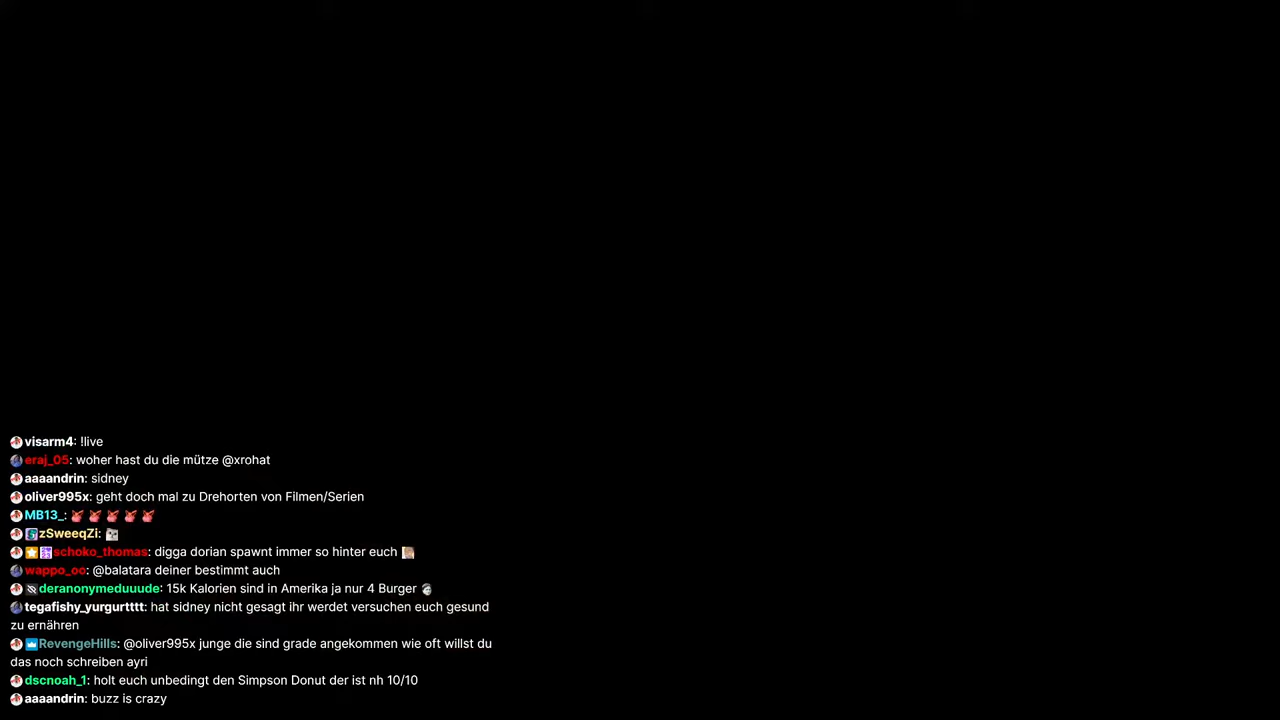 visarm4: !live
eraj_05: woher hast du die mütze @xrohat
aaaandrin: sidney
oliver995x: geht doch mal zu Drehorten von Filmen/Serien
MB13_:
zSweeqZi:
schoko_thomas: digga dorian spawnt immer so hinter euch
wappo_oo: @balatara deiner bestimmt auch
deranonymeduuude: 15k Kalorien sind in Amerika ja nur 4 Burger
tegafishy_yurgurtttt: hat sidney nicht gesagt ihr werdet versuchen euch gesund
zu ernähren
RevengeHills: @oliver995x junge die sind grade angekommen wie oft willst du
das noch schreiben ayri
dscnoah_1: holt euch unbedingt den Simpson Donut der ist nh 10/10
aaaandrin: buzz is crazy